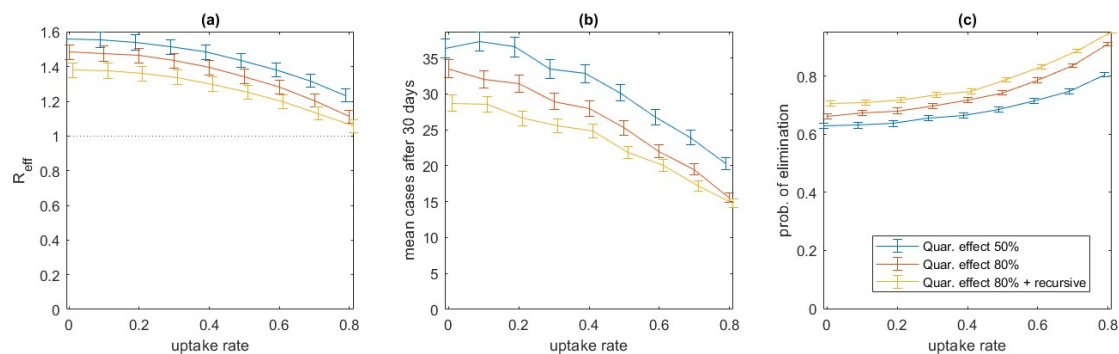 (a)
1.6
1.4
1.2
1
0.8
0.6
0.4
0.2
0
R_eff
0 0.2 0.4 0.6 0.8
uptake rate
(b)
35
30
25
20
15
10
5
0
mean cases after 30 days
0 0.2 0.4 0.6 0.8
uptake rate
(c)
0.8
0.6
0.4
0.2
0
prob. of elimination
Quar. effect 50%
Quar. effect 80%
Quar. effect 80% + recursive
0 0.2 0.4 0.6 0.8
uptake rate